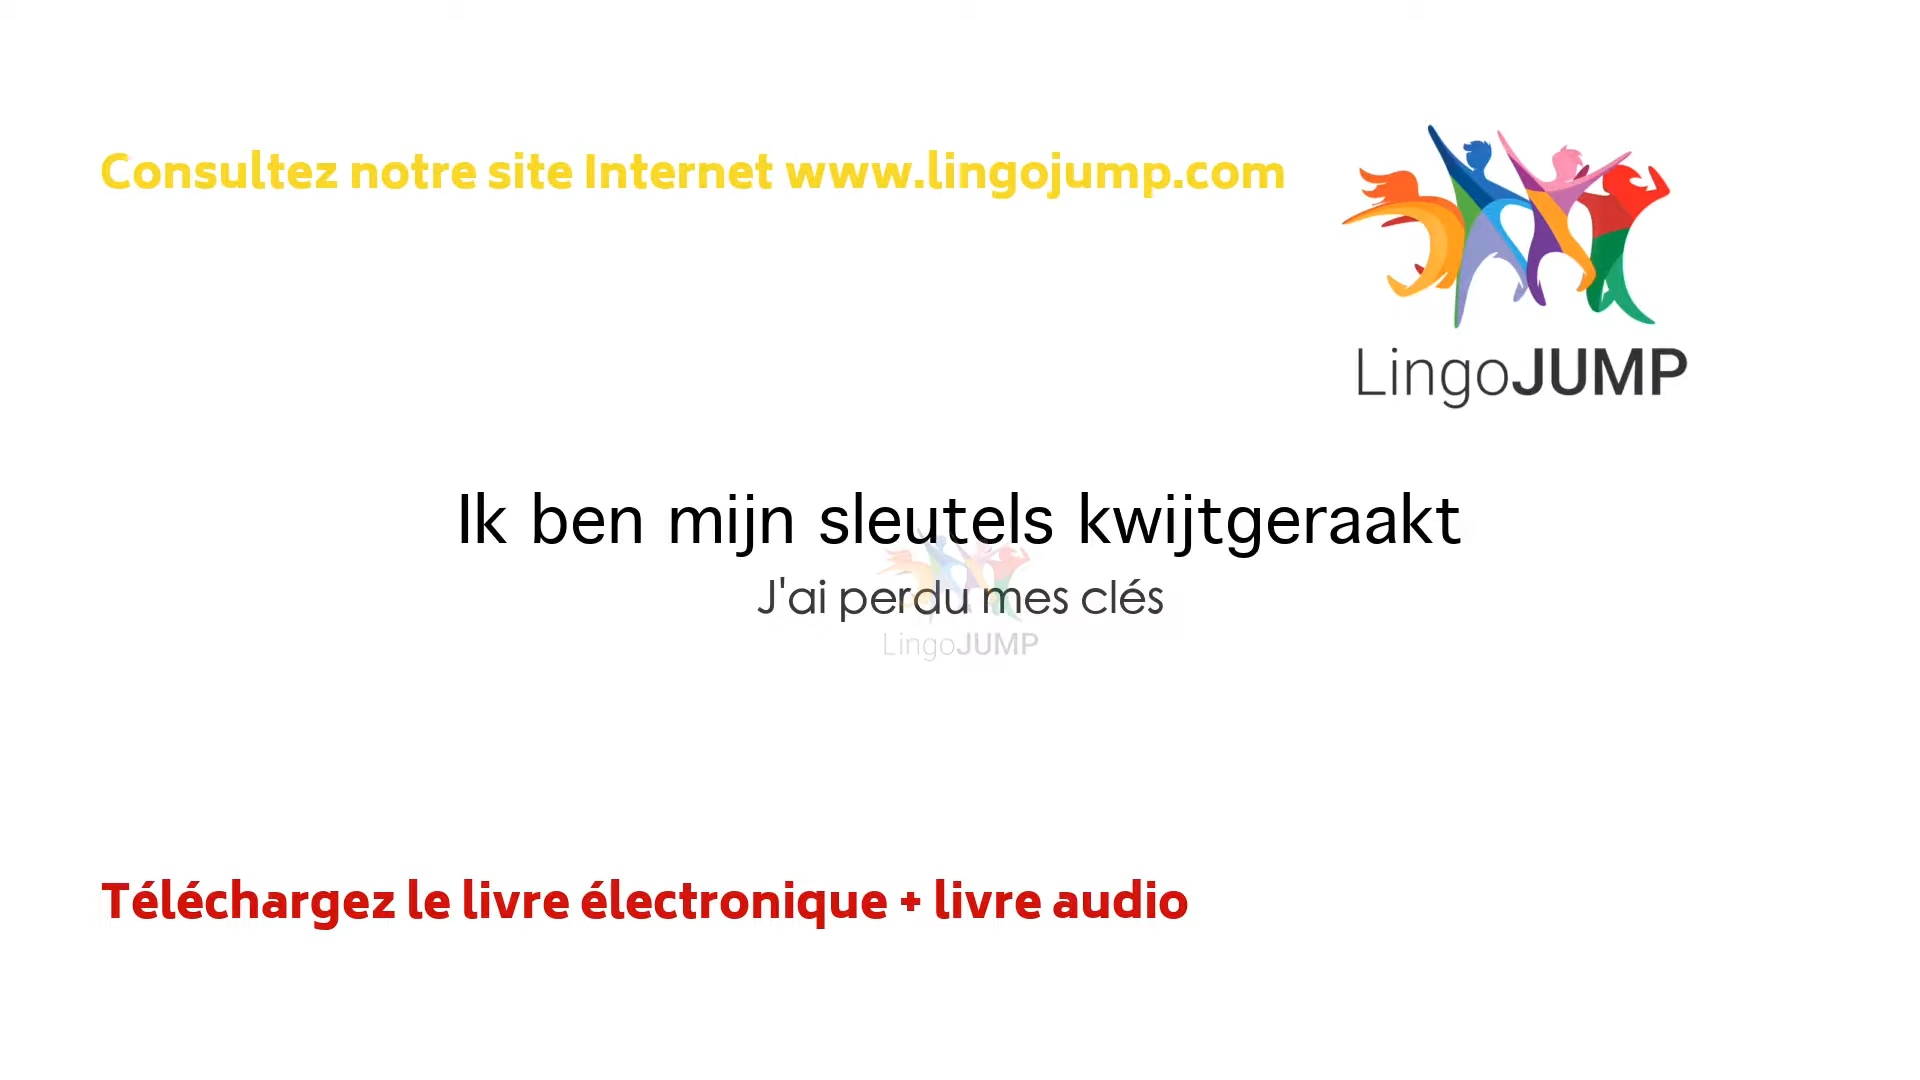 Consultez notre site Internet www.lingojump.com
LingoJUMP
Ik ben mijn sleutels kwijtgeraakt
J'ai perdu mes clés
LingoJUMP
Téléchargez le livre électronique + livre audio